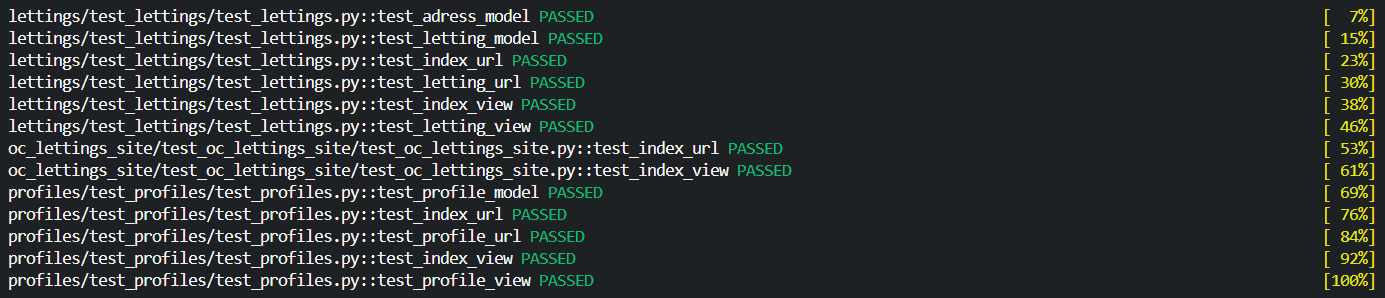 lettings/test_lettings/test_lettings.py::test_adress_model PASSED [  7%]
lettings/test_lettings/test_lettings.py::test_letting_model PASSED [ 15%]
lettings/test_lettings/test_lettings.py::test_index_url PASSED [ 23%]
lettings/test_lettings/test_lettings.py::test_letting_url PASSED [ 30%]
lettings/test_lettings/test_lettings.py::test_index_view PASSED [ 38%]
lettings/test_lettings/test_lettings.py::test_letting_view PASSED [ 46%]
oc_lettings_site/test_oc_lettings_site/test_oc_lettings_site.py::test_index_url PASSED [ 53%]
oc_lettings_site/test_oc_lettings_site/test_oc_lettings_site.py::test_index_view PASSED [ 61%]
profiles/test_profiles/test_profiles.py::test_profile_model PASSED [ 69%]
profiles/test_profiles/test_profiles.py::test_index_url PASSED [ 76%]
profiles/test_profiles/test_profiles.py::test_profile_url PASSED [ 84%]
profiles/test_profiles/test_profiles.py::test_index_view PASSED [ 92%]
profiles/test_profiles/test_profiles.py::test_profile_view PASSED [100%]